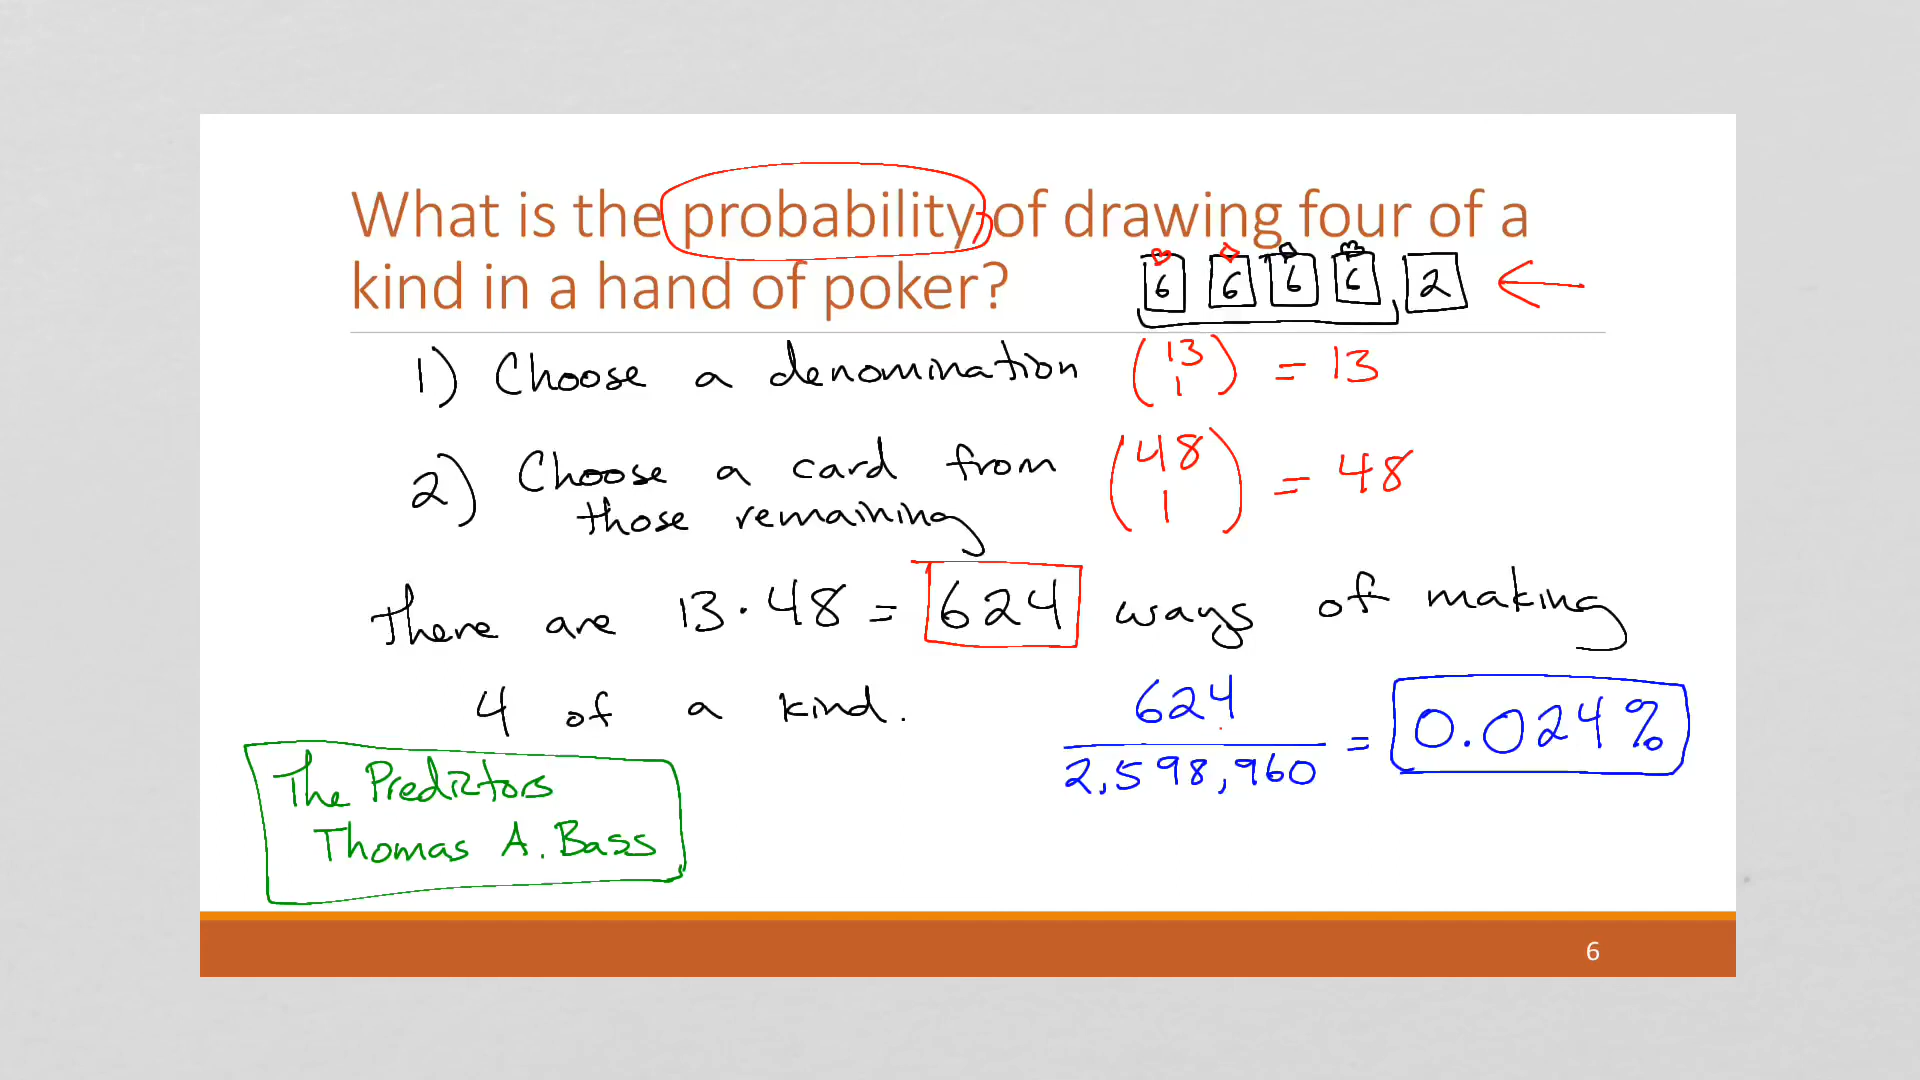 What is the probability of drawing four of a
kind in a hand of poker?
6 6 6 6 2
1) Choose a denomination (13 1) = 13
2) Choose a card from (48 1) = 48
those remaining
There are 13 · 48 = 624 ways of making
4 of a kind.
624
2,598,960 = 0.024%
The Predictors
Thomas A. Bass
6